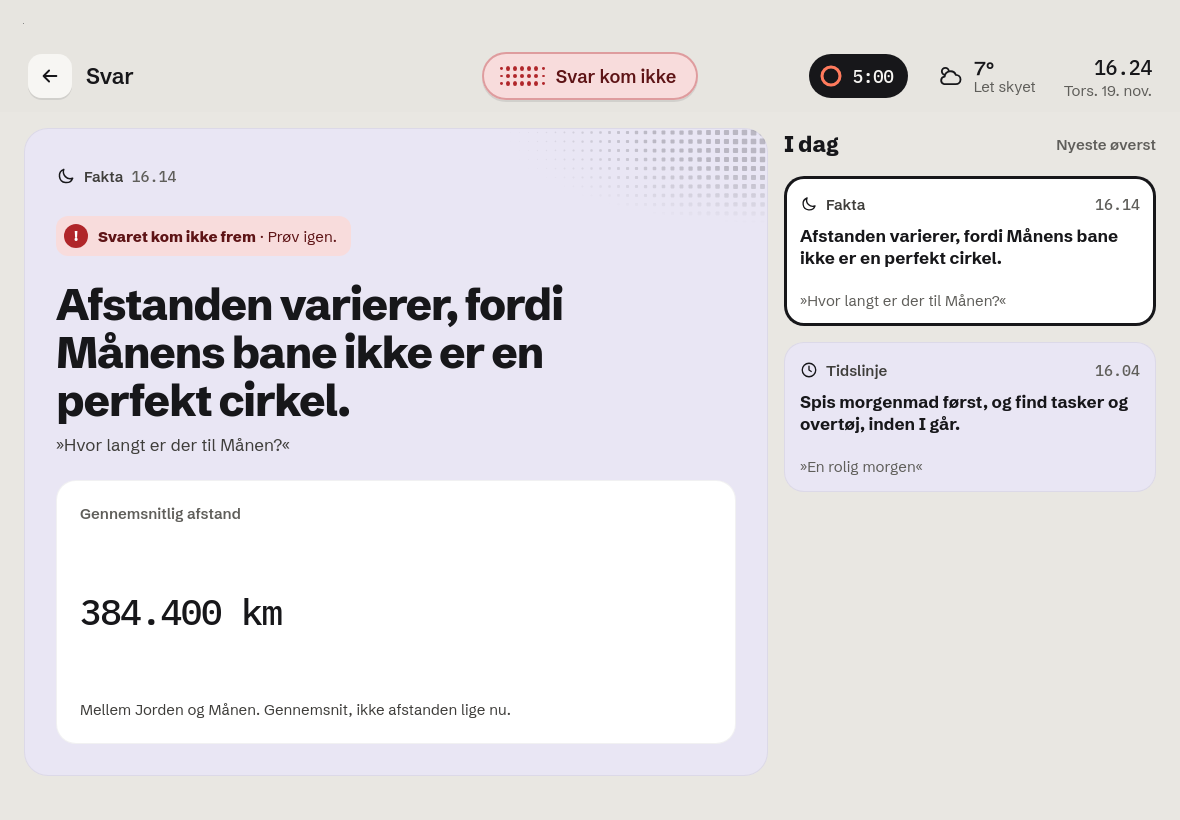 Svar
Svar kom ikke
5:00
7°
Let skyet
16.24
Tors. 19. nov.
Fakta 16.14
Svaret kom ikke frem · Prøv igen.
Afstanden varierer, fordi
Månens bane ikke er en
perfekt cirkel.
»Hvor langt er der til Månen?«
Gennemsnitlig afstand
384.400 km
Mellem Jorden og Månen. Gennemsnit, ikke afstanden lige nu.
I dag
Nyeste øverst
Fakta 16.14
Afstanden varierer, fordi Månens bane
ikke er en perfekt cirkel.
»Hvor langt er der til Månen?«
Tidslinje 16.04
Spis morgenmad først, og find tasker og
overtøj, inden I går.
»En rolig morgen«